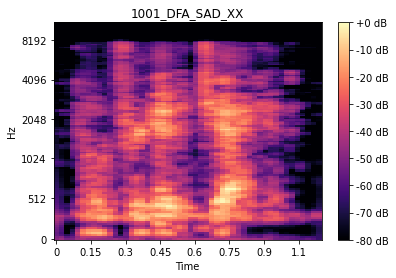 1001_DFA_SAD_XX
Hz
8192
4096
2048
1024
512
0
0
0.15
0.3
0.45
0.6
0.75
0.9
1.1
Time
+0 dB
-10 dB
-20 dB
-30 dB
-40 dB
-50 dB
-60 dB
-70 dB
-80 dB